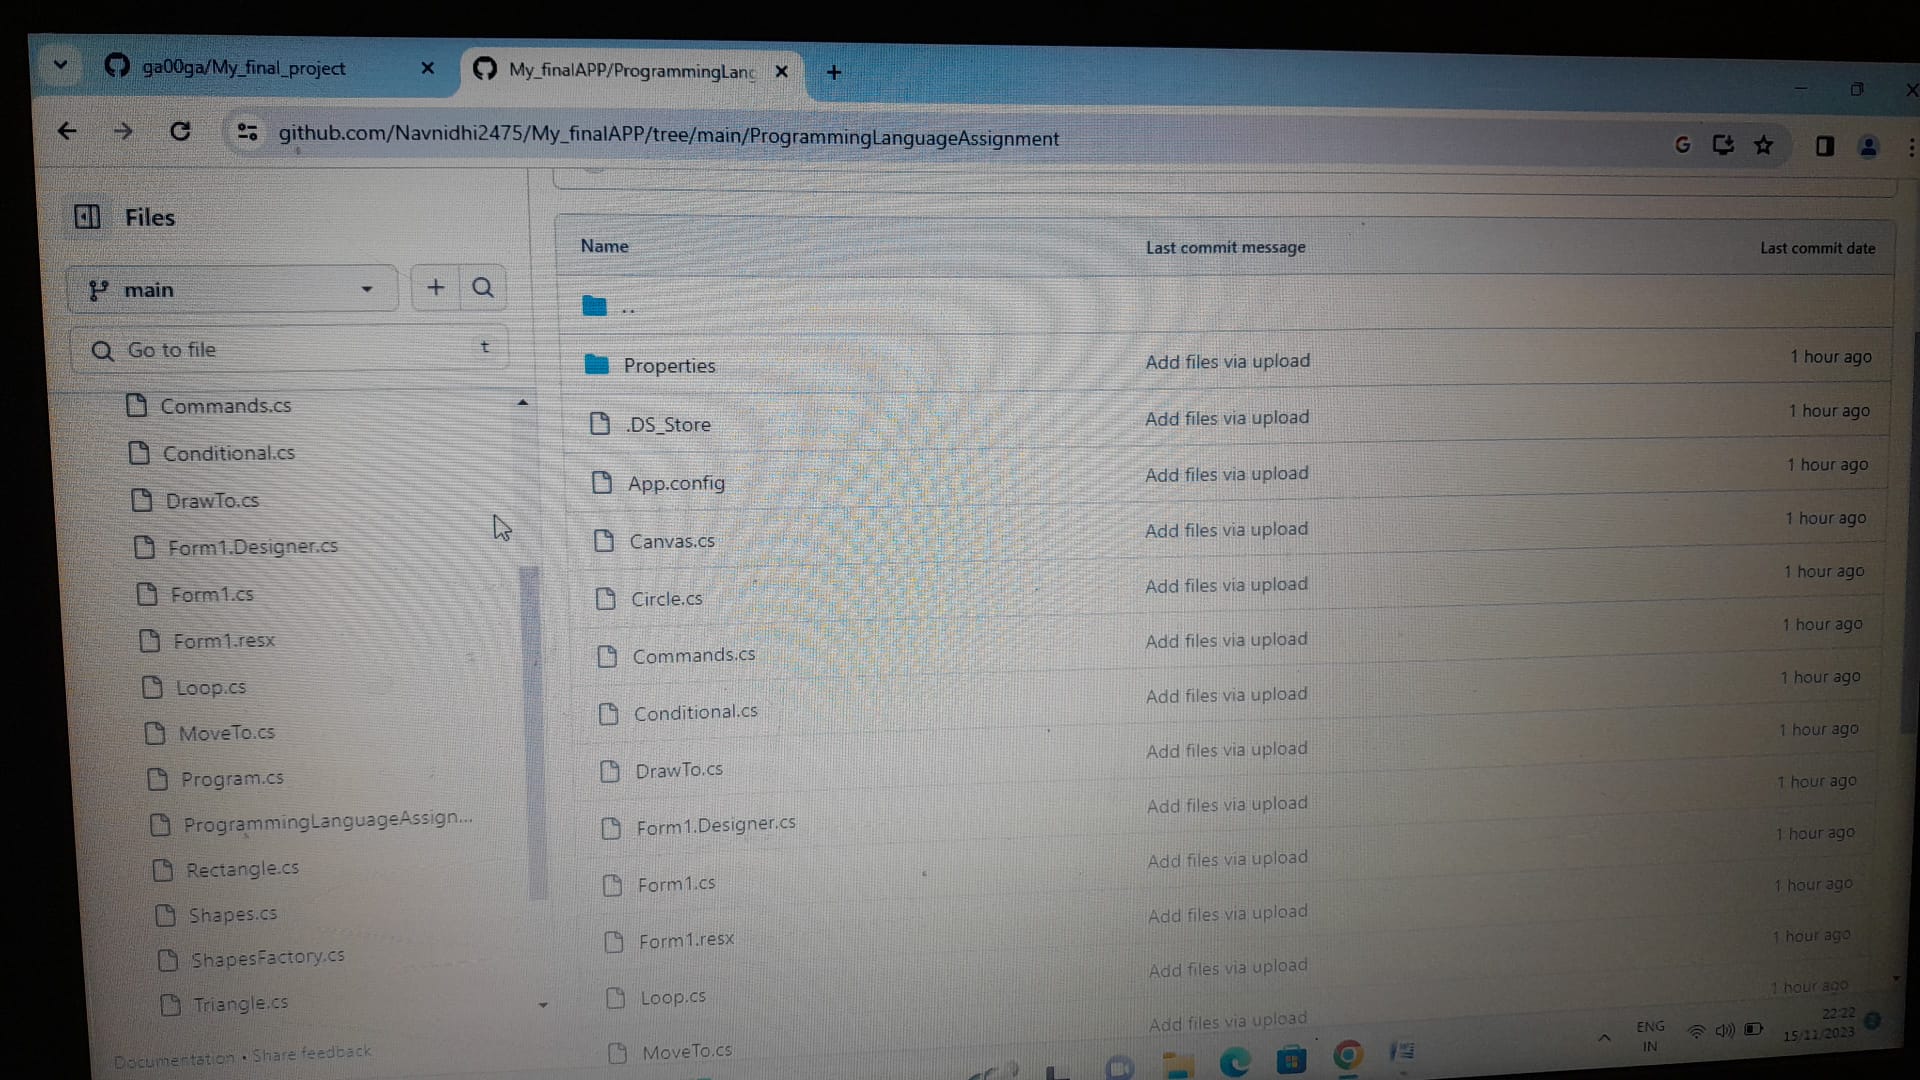 ga00ga/My_final_project
My_finalAPP/ProgrammingLang
github.com/Navnidhi2475/My_finalAPP/tree/main/ProgrammingLanguageAssignment
Files
main
Go to file
t
Commands.cs
Conditional.cs
DrawTo.cs
Form1.Designer.cs
Form1.cs
Form1.resx
Loop.cs
MoveTo.cs
Program.cs
ProgrammingLanguageAssign...
Rectangle.cs
Shapes.cs
ShapesFactory.cs
Triangle.cs
Documentation • Share feedback
Name Last commit message Last commit date
..
Properties Add files via upload 1 hour ago
.DS_Store Add files via upload 1 hour ago
App.config Add files via upload 1 hour ago
Canvas.cs Add files via upload 1 hour ago
Circle.cs Add files via upload 1 hour ago
Commands.cs Add files via upload 1 hour ago
Conditional.cs Add files via upload 1 hour ago
DrawTo.cs Add files via upload 1 hour ago
Form1.Designer.cs Add files via upload 1 hour ago
Form1.cs Add files via upload 1 hour ago
Form1.resx Add files via upload 1 hour ago
Loop.cs Add files via upload 1 hour ago
MoveTo.cs Add files via upload 1 hour ago
ENG
IN
22:22
15/11/2023